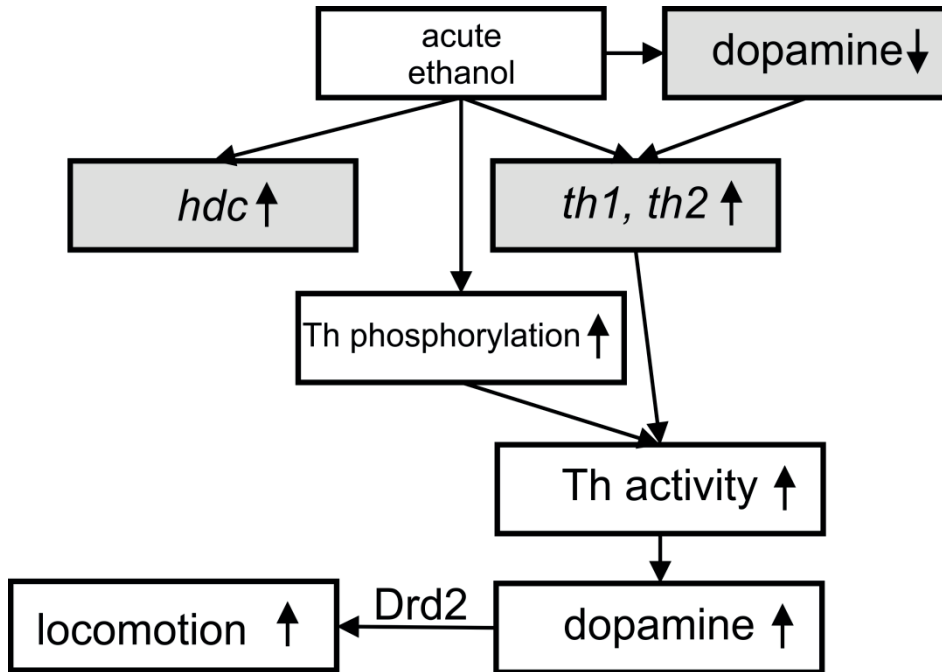 acute
ethanol
dopamine↓
hdc↑
th1, th2 ↑
Th phosphorylation ↑
Th activity ↑
Drd2
locomotion ↑
dopamine ↑